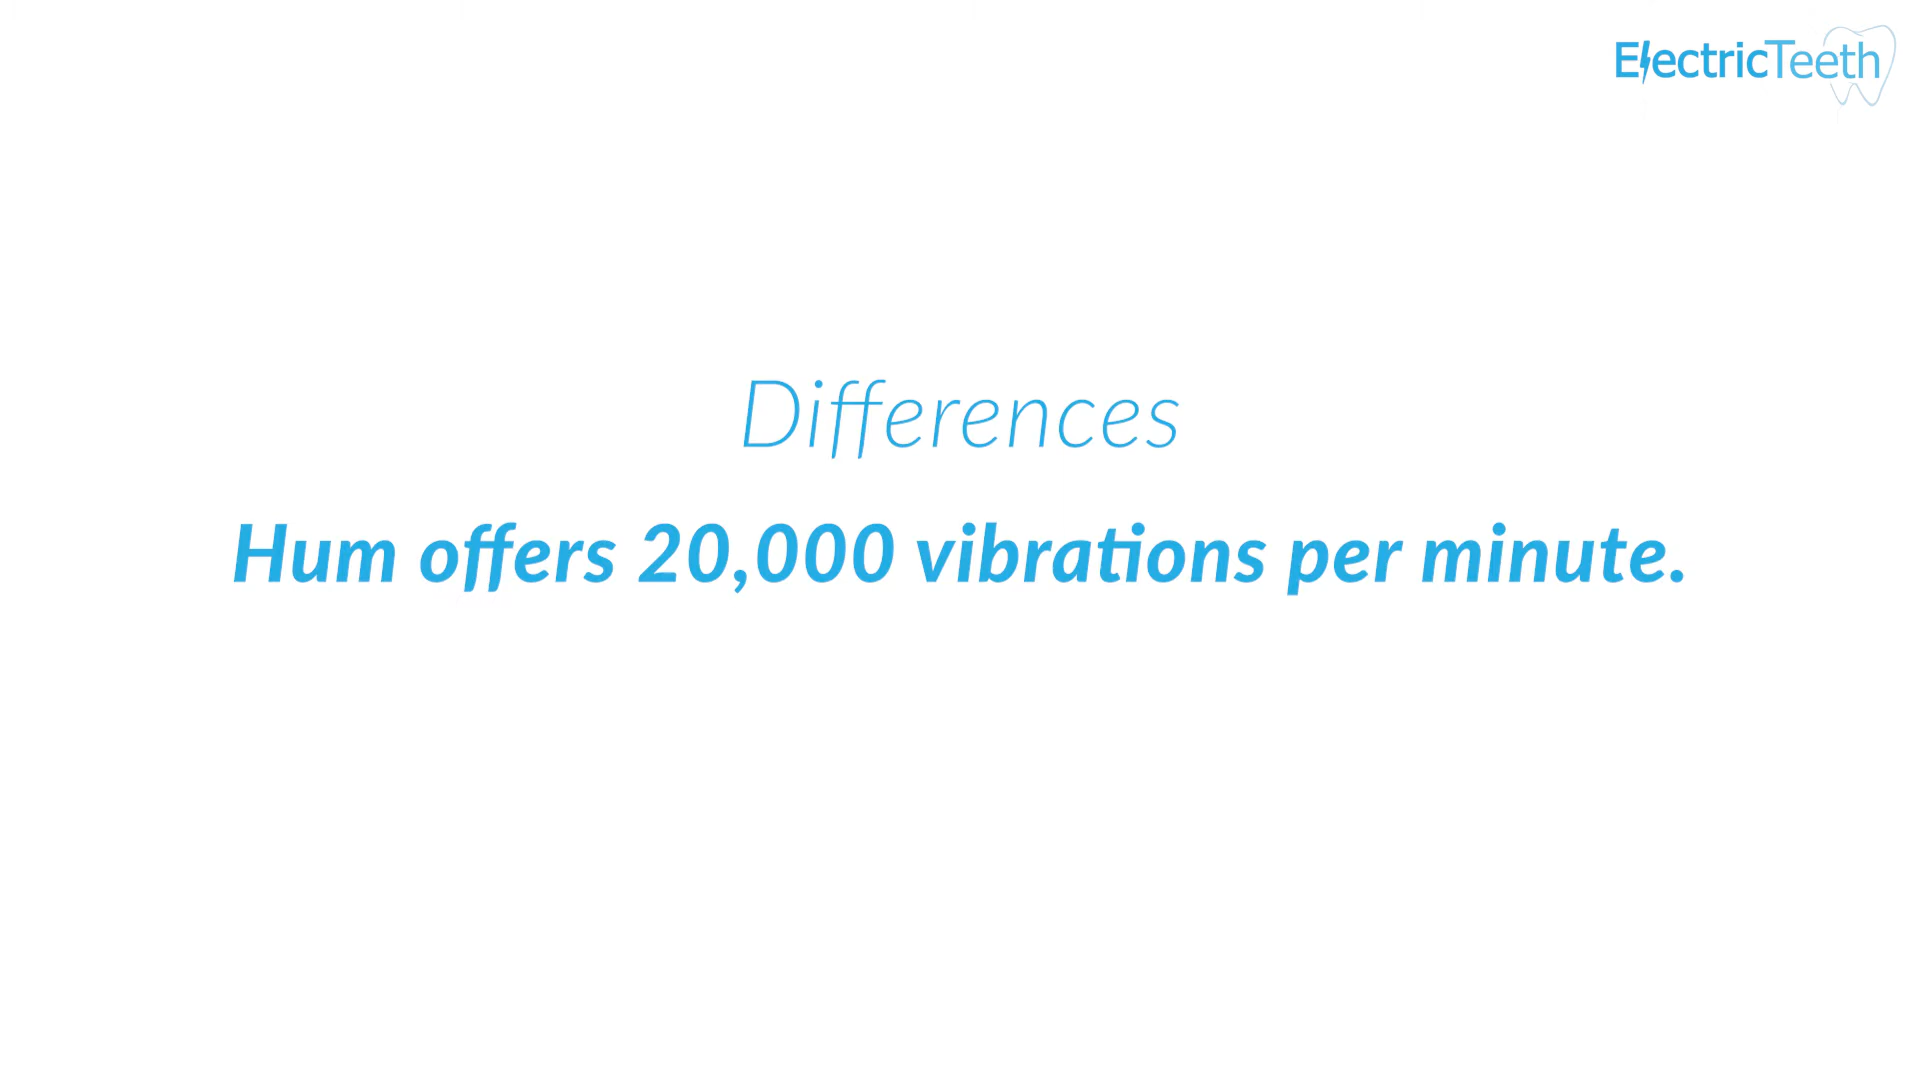 ElectricTeeth
Differences
Hum offers 20,000 vibrations per minute.